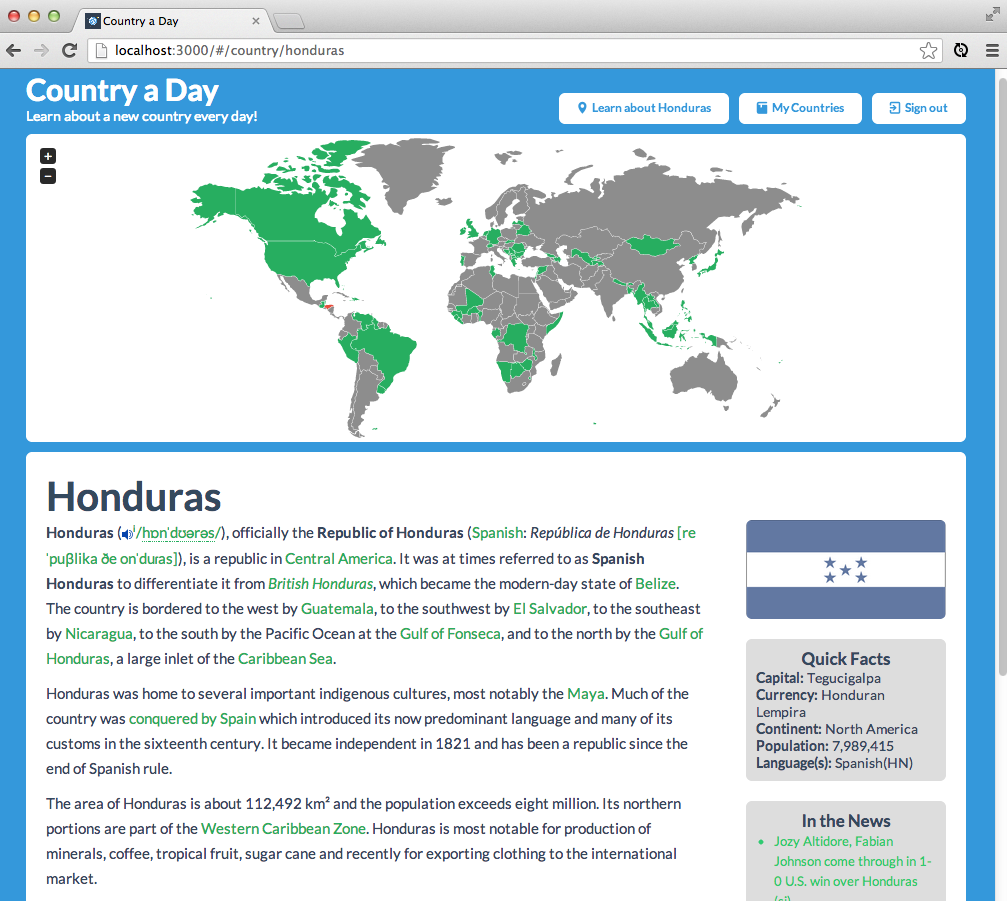 Country a Day
localhost:3000/#/country/honduras
Country a Day
Learn about a new country every day!
Learn about Honduras
My Countries
Sign out
+
−
Honduras
Honduras (/hɒnˈdʊərəs/), officially the Republic of Honduras (Spanish: República de Honduras [re
ˈpuβlika ðe onˈduɾas]), is a republic in Central America. It was at times referred to as Spanish
Honduras to differentiate it from British Honduras, which became the modern-day state of Belize.
The country is bordered to the west by Guatemala, to the southwest by El Salvador, to the southeast
by Nicaragua, to the south by the Pacific Ocean at the Gulf of Fonseca, and to the north by the Gulf of
Honduras, a large inlet of the Caribbean Sea.
Honduras was home to several important indigenous cultures, most notably the Maya. Much of the
country was conquered by Spain which introduced its now predominant language and many of its
customs in the sixteenth century. It became independent in 1821 and has been a republic since the
end of Spanish rule.
The area of Honduras is about 112,492 km² and the population exceeds eight million. Its northern
portions are part of the Western Caribbean Zone. Honduras is most notable for production of
minerals, coffee, tropical fruit, sugar cane and recently for exporting clothing to the international
market.
Quick Facts
Capital: Tegucigalpa
Currency: Honduran
Lempira
Continent: North America
Population: 7,989,415
Language(s): Spanish(HN)
In the News
Jozy Altidore, Fabian
Johnson come through in 1-
0 U.S. win over Honduras